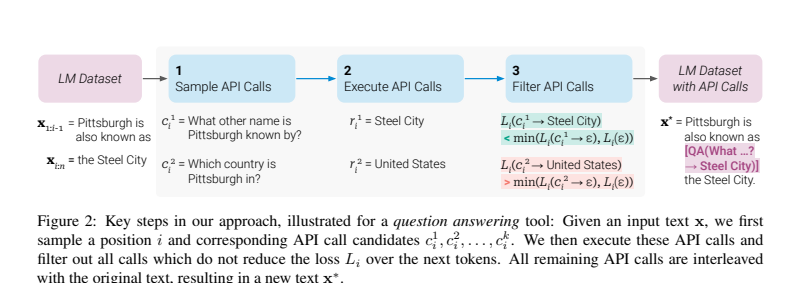 LM Dataset
1
Sample API Calls
2
Execute API Calls
3
Filter API Calls
LM Dataset
with API Calls
x1:i-1 = Pittsburgh is
also known as
xi:n = the Steel City
ci1 = What other name is
Pittsburgh known by?
ci2 = Which country is
Pittsburgh in?
ri1 = Steel City
ri2 = United States
Li(ci1 → Steel City)
< min(Li(ci1 → ε), Li(ε))
Li(ci2 → United States)
> min(Li(ci2 → ε), Li(ε))
x* = Pittsburgh is
also known as
[QA(What ...?
→ Steel City)]
the Steel City.
Figure 2: Key steps in our approach, illustrated for a question answering tool: Given an input text x, we first
sample a position i and corresponding API call candidates ci1, ci2, . . . , cik. We then execute these API calls and
filter out all calls which do not reduce the loss Li over the next tokens. All remaining API calls are interleaved
with the original text, resulting in a new text x*.